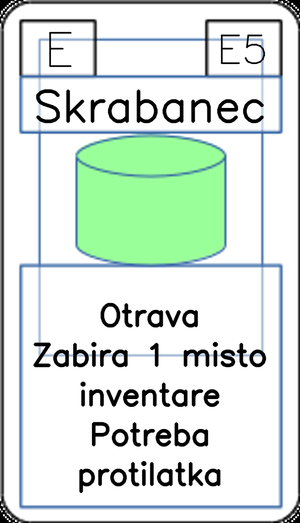 E E5
Skrabanec
Otrava
Zabira 1 misto
inventare
Potreba
protilatka